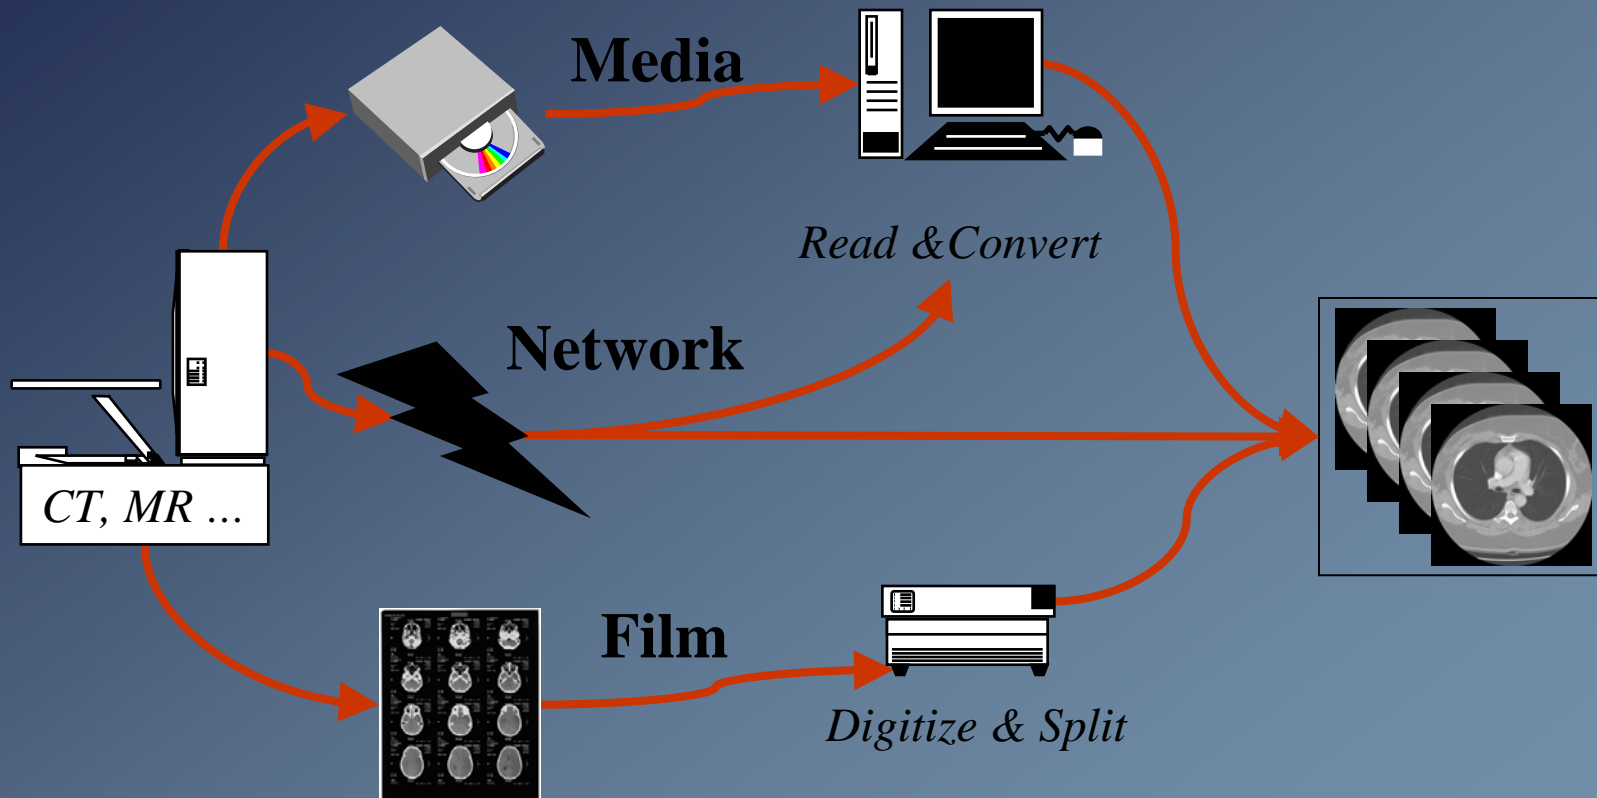 Media
Read &Convert
Network
CT, MR ...
Film
Digitize & Split